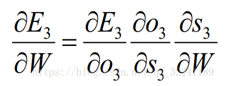 ∂E₃/∂W = ∂E₃/∂o₃ ∂o₃/∂s₃ ∂s₃/∂W